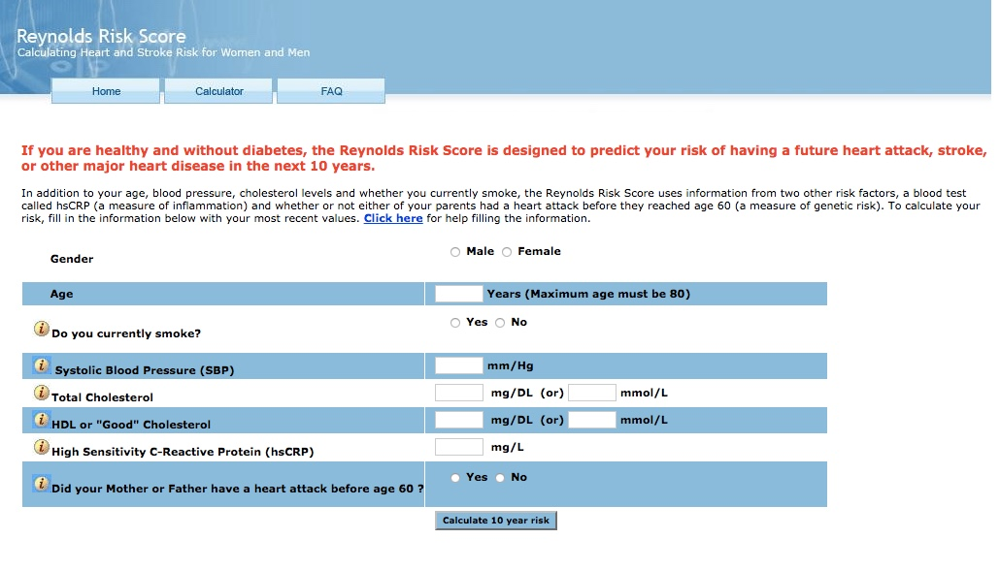 Reynolds Risk Score
Calculating Heart and Stroke Risk for Women and Men
Home Calculator FAQ
If you are healthy and without diabetes, the Reynolds Risk Score is designed to predict your risk of having a future heart attack, stroke,
or other major heart disease in the next 10 years.
In addition to your age, blood pressure, cholesterol levels and whether you currently smoke, the Reynolds Risk Score uses information from two other risk factors, a blood test
called hsCRP (a measure of inflammation) and whether or not either of your parents had a heart attack before they reached age 60 (a measure of genetic risk). To calculate your
risk, fill in the information below with your most recent values. Click here for help filling the information.
Gender Male Female
Age Years (Maximum age must be 80)
i Do you currently smoke? Yes No
i Systolic Blood Pressure (SBP) mm/Hg
i Total Cholesterol mg/DL (or) mmol/L
i HDL or "Good" Cholesterol mg/DL (or) mmol/L
i High Sensitivity C-Reactive Protein (hsCRP) mg/L
i Did your Mother or Father have a heart attack before age 60 ? Yes No
Calculate 10 year risk